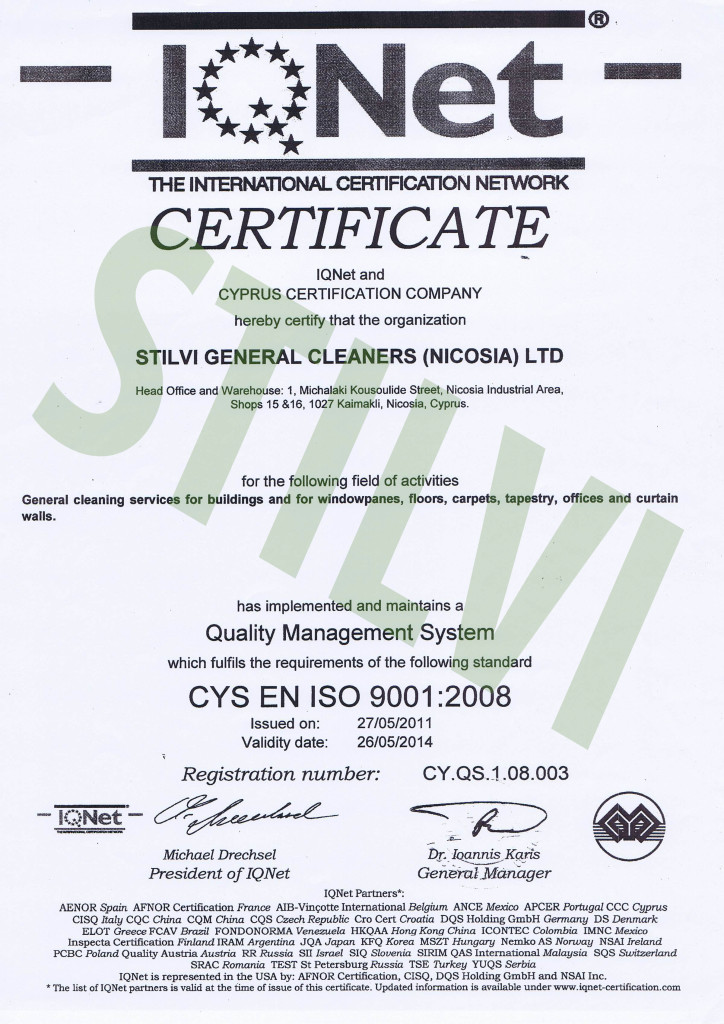 IQNet ®
THE INTERNATIONAL CERTIFICATION NETWORK
CERTIFICATE
IQNet and
CYPRUS CERTIFICATION COMPANY
hereby certify that the organization
STILVI GENERAL CLEANERS (NICOSIA) LTD
Head Office and Warehouse: 1, Michalaki Kousoulide Street, Nicosia Industrial Area,
Shops 15 &16, 1027 Kaimakli, Nicosia, Cyprus.
STILVI
for the following field of activities
General cleaning services for buildings and for windowpanes, floors, carpets, tapestry, offices and curtain
walls.
has implemented and maintains a
Quality Management System
which fulfils the requirements of the following standard
CYS EN ISO 9001:2008
Issued on: 27/05/2011
Validity date: 26/05/2014
Registration number: CY.QS.1.08.003
IQNet
THE INTERNATIONAL CERTIFICATION NETWORK
Michael Drechsel
President of IQNet
Dr. Ioannis Karis
General Manager
IQNet Partners*:
AENOR Spain AFNOR Certification France AIB-Vinçotte International Belgium ANCE Mexico APCER Portugal CCC Cyprus
CISQ Italy CQC China CQM China CQS Czech Republic Cro Cert Croatia DQS Holding GmbH Germany DS Denmark
ELOT Greece FCAV Brazil FONDONORMA Venezuela HKQAA Hong Kong China ICONTEC Colombia IMNC Mexico
Inspecta Certification Finland IRAM Argentina JQA Japan KFQ Korea MSZT Hungary Nemko AS Norway NSAI Ireland
PCBC Poland Quality Austria Austria RR Russia SII Israel SIQ Slovenia SIRIM QAS International Malaysia SQS Switzerland
SRAC Romania TEST St Petersburg Russia TSE Turkey YUQS Serbia
IQNet is represented in the USA by: AFNOR Certification, CISQ, DQS Holding GmbH and NSAI Inc.
* The list of IQNet partners is valid at the time of issue of this certificate. Updated information is available under www.iqnet-certification.com